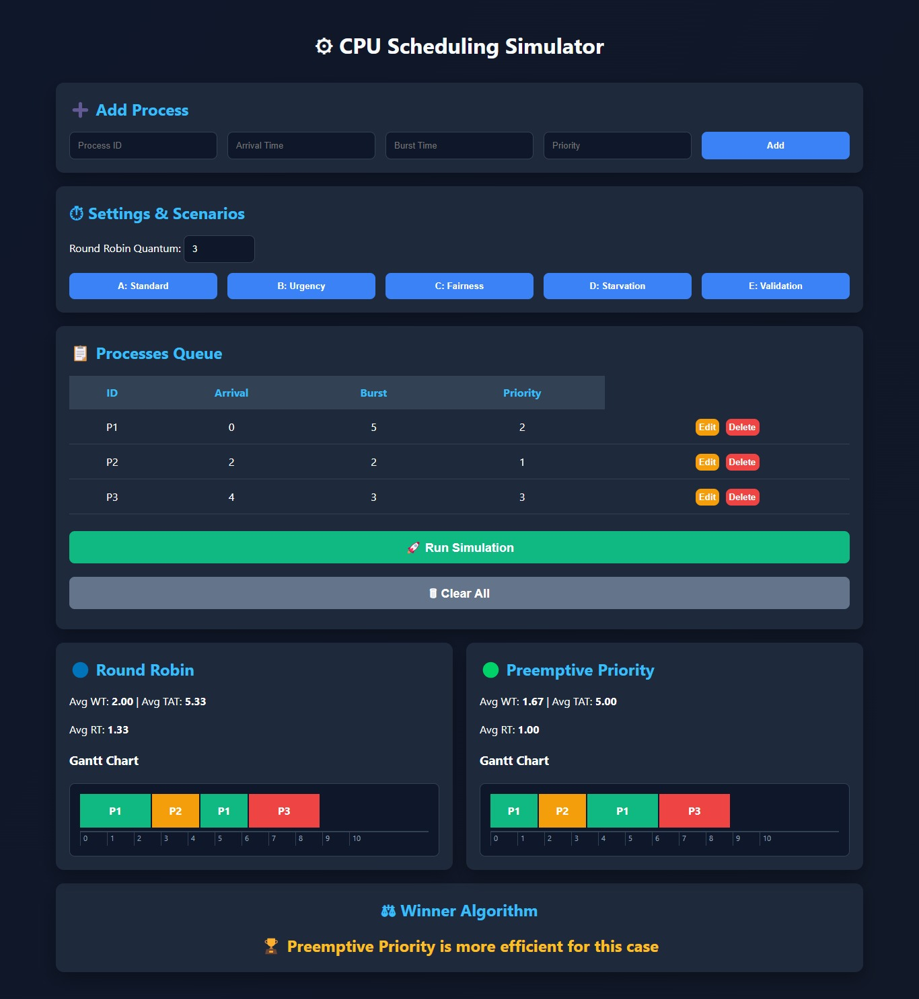 ⚙ CPU Scheduling Simulator
➕ Add Process
Process ID Arrival Time Burst Time Priority Add
⏱ Settings & Scenarios
Round Robin Quantum: 3
A: Standard B: Urgency C: Fairness D: Starvation E: Validation
📋 Processes Queue
ID Arrival Burst Priority
P1 0 5 2 Edit Delete
P2 2 2 1 Edit Delete
P3 4 3 3 Edit Delete
🚀 Run Simulation
🗑 Clear All
🔵 Round Robin
Avg WT: 2.00 | Avg TAT: 5.33
Avg RT: 1.33
Gantt Chart
P1 P2 P1 P3
0 1 2 3 4 5 6 7 8 9 10
🟢 Preemptive Priority
Avg WT: 1.67 | Avg TAT: 5.00
Avg RT: 1.00
Gantt Chart
P1 P2 P1 P3
0 1 2 3 4 5 6 7 8 9 10
⚖ Winner Algorithm
🏆 Preemptive Priority is more efficient for this case